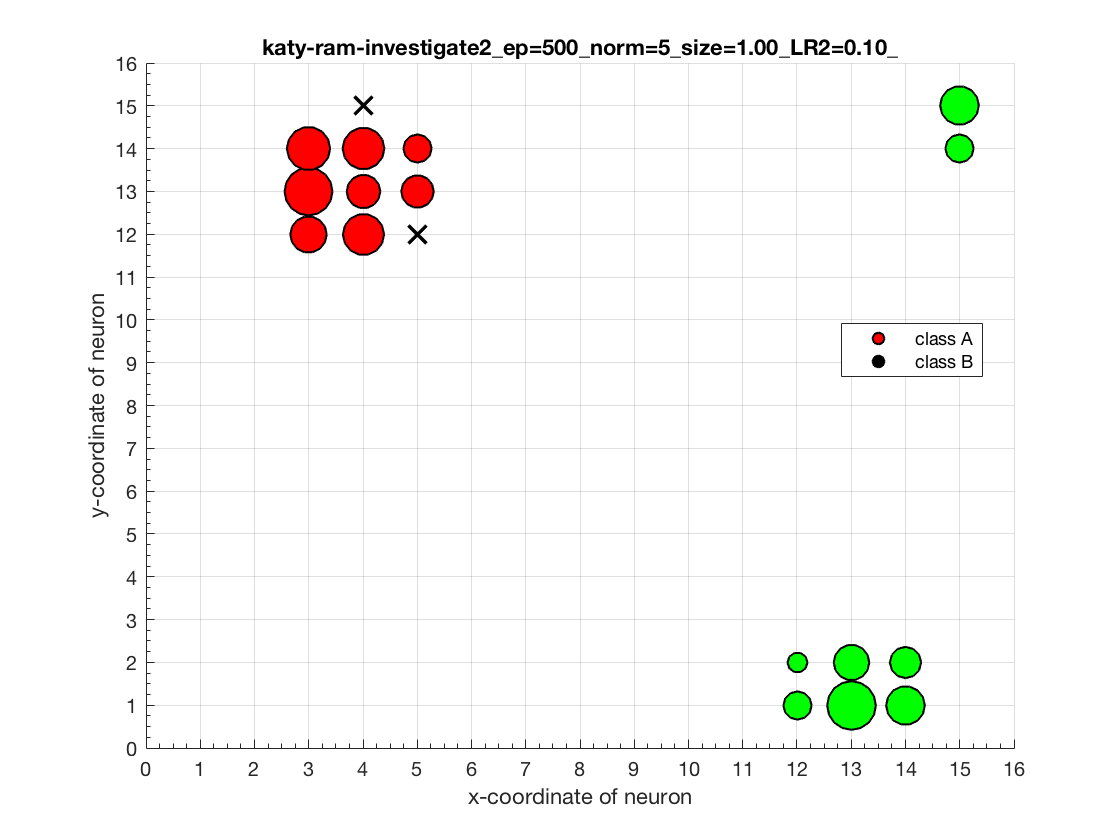 katy-ram-investigate2_ep=500_norm=5_size=1.00_LR2=0.10_
16
15
14
13
12
11
10
9
8
7
6
5
4
3
2
1
0
y-coordinate of neuron
class A
class B
0 1 2 3 4 5 6 7 8 9 10 11 12 13 14 15 16
x-coordinate of neuron